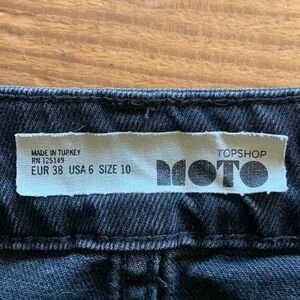 MADE IN TURKEY
RN 125149
EUR 38 USA 6 SIZE 10
TOPSHOP
MOTO